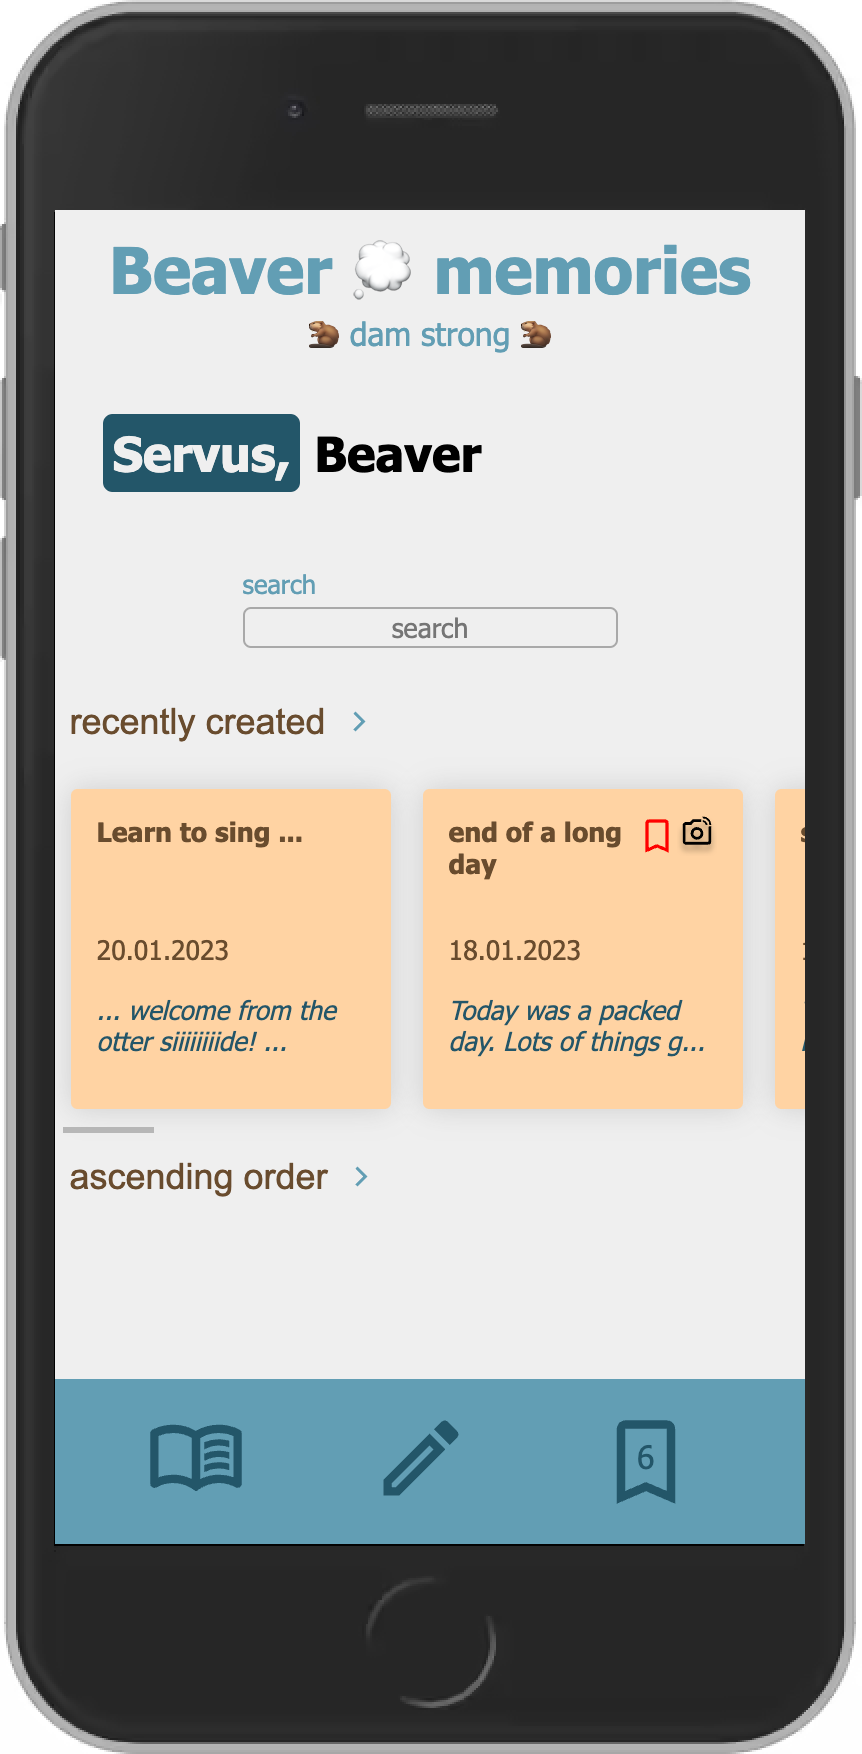 Beaver 💭 memories
🦫 dam strong 🦫
Servus, Beaver
search
search
recently created
Learn to sing ...
20.01.2023
... welcome from the
otter siiiiiiiide! ...
end of a long
day
18.01.2023
Today was a packed
day. Lots of things g...
ascending order
6